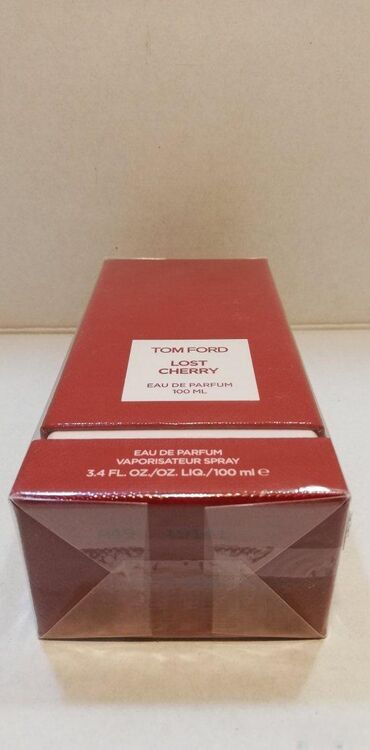 TOM FORD
LOST
CHERRY
EAU DE PARFUM
100 ML
EAU DE PARFUM
VAPORISATEUR SPRAY
3.4 FL. OZ./OZ. LIQ./100 ml ℮